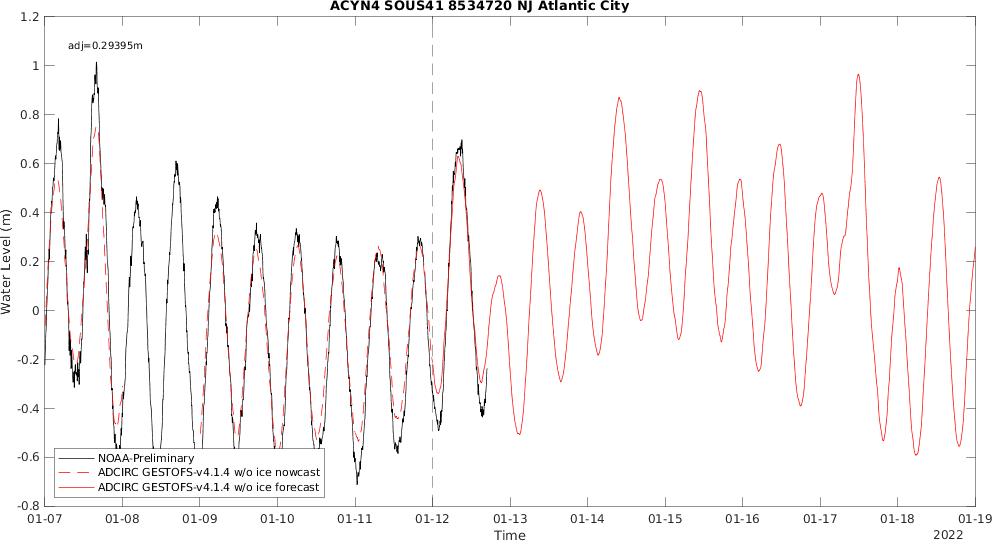 ACYN4 SOUS41 8534720 NJ Atlantic City
adj=0.29395m
Water Level (m)
1.2
1
0.8
0.6
0.4
0.2
0
-0.2
-0.4
-0.6
-0.8
NOAA-Preliminary
ADCIRC GESTOFS-v4.1.4 w/o ice nowcast
ADCIRC GESTOFS-v4.1.4 w/o ice forecast
01-07 01-08 01-09 01-10 01-11 01-12 01-13 01-14 01-15 01-16 01-17 01-18 01-19
Time
2022